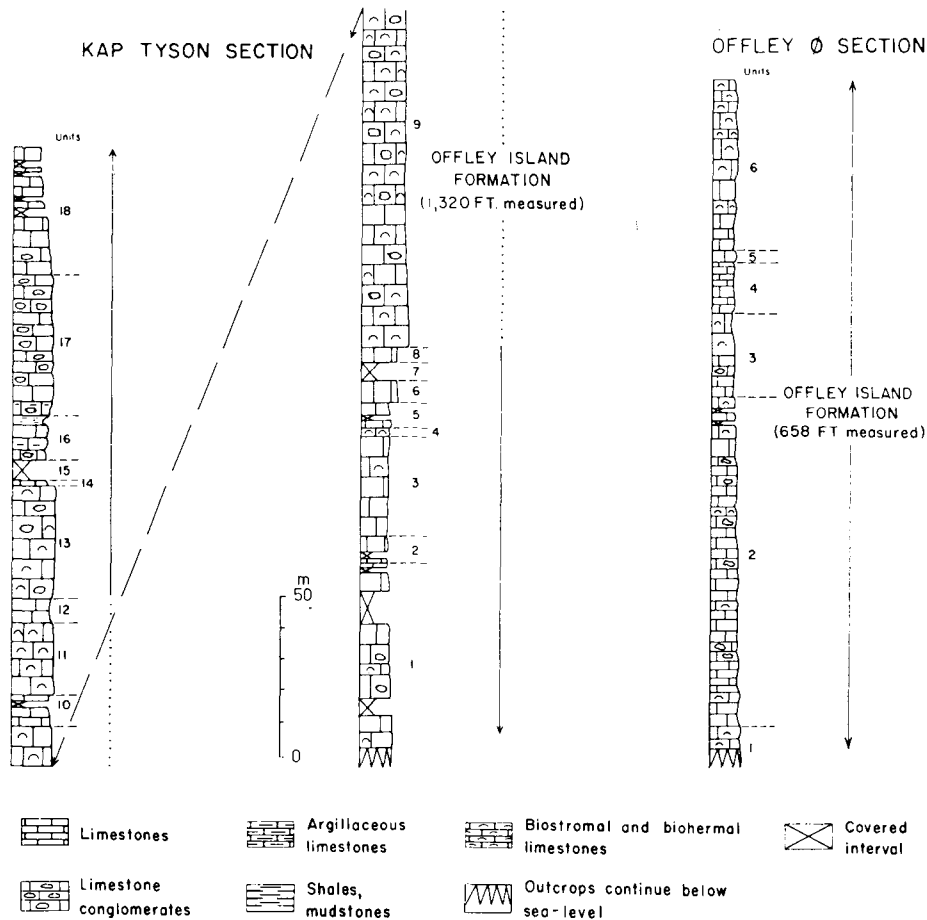 KAP TYSON SECTION
OFFLEY Ø SECTION
Units
18
17
16
15
14
13
12
11
10
9
OFFLEY ISLAND
FORMATION
(1,320 FT. measured)
8
7
6
5
4
3
2
1
m
50
0
Units
6
5
4
3
OFFLEY ISLAND
FORMATION
(658 FT measured)
2
1
Limestones
Argillaceous
limestones
Biostromal and biohermal
limestones
Covered
interval
Limestone
conglomerates
Shales,
mudstones
Outcrops continue below
sea-level